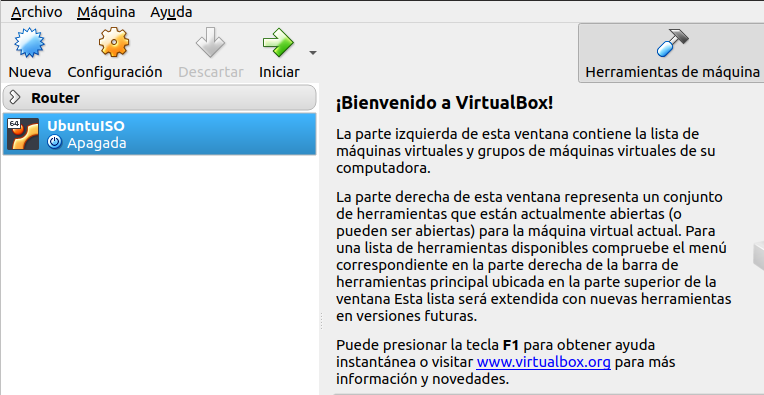 Archivo Máquina Ayuda
Nueva Configuración Descartar Iniciar Herramientas de máquina
Router
64
UbuntuISO
Apagada
¡Bienvenido a VirtualBox!
La parte izquierda de esta ventana contiene la lista de
máquinas virtuales y grupos de máquinas virtuales de su
computadora.
La parte derecha de esta ventana representa un conjunto
de herramientas que están actualmente abiertas (o
pueden ser abiertas) para la máquina virtual actual. Para
una lista de herramientas disponibles compruebe el menú
correspondiente en la parte derecha de la barra de
herramientas principal ubicada en la parte superior de la
ventana Esta lista será extendida con nuevas herramientas
en versiones futuras.
Puede presionar la tecla F1 para obtener ayuda
instantánea o visitar www.virtualbox.org para más
información y novedades.